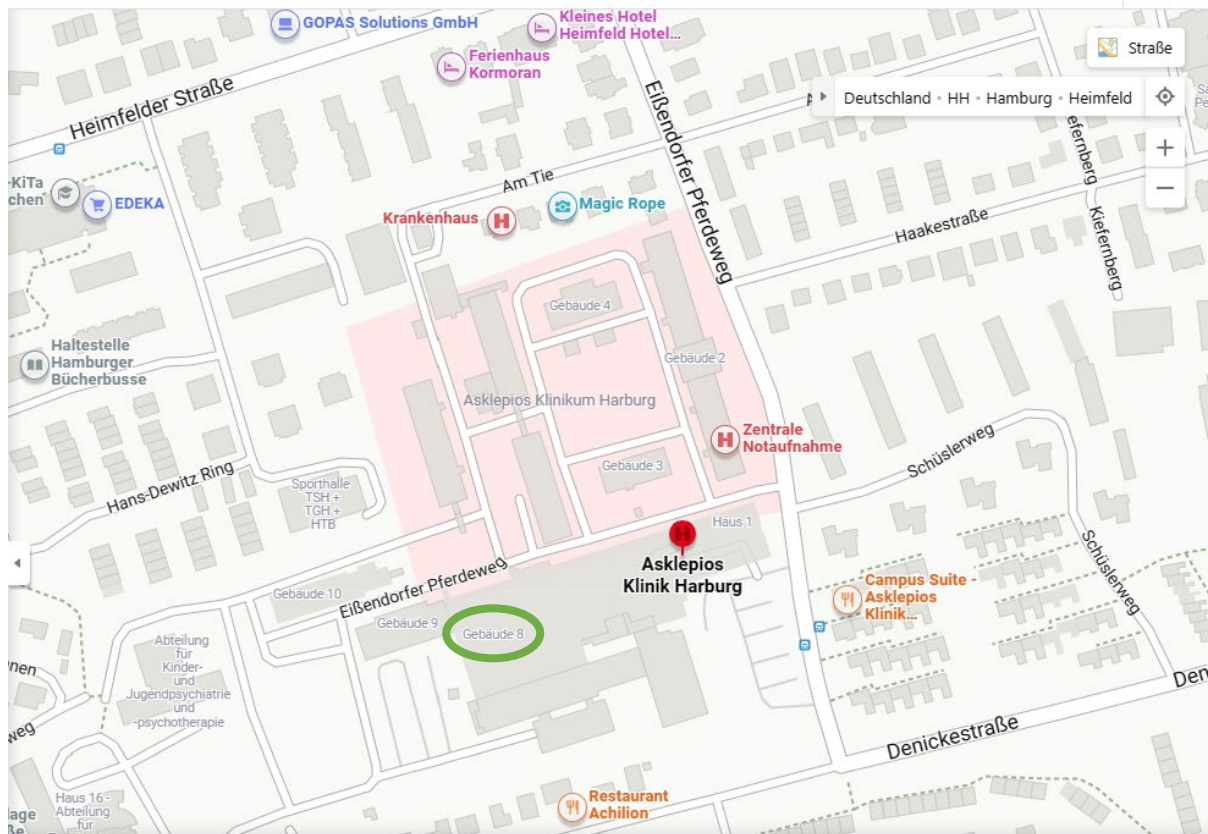 GOPAS Solutions GmbH
Kleines Hotel
Heimfeld Hotel...
Ferienhaus
Kormoran
Straße
Deutschland • HH • Hamburg • Heimfeld
Heimfelder Straße
Eißendorfer Pferdeweg
efernberg
-KiTa
chen
EDEKA
Am Tie
Krankenhaus
Magic Rope
Haakestraße
Kiefernberg
Gebäude 4
Haltestelle
Hamburger
Bücherbusse
Gebäude 2
Asklepios Klinikum Harburg
Zentrale
Notaufnahme
Schüslerweg
Gebäude 3
Hans-Dewitz Ring
Sporthalle
TSH +
TGH +
HTB
Haus 1
Asklepios
Klinik Harburg
Schüslerweg
Eißendorfer Pferdeweg
Gebäude 10
Campus Suite -
Asklepios
Klinik...
Gebäude 9
Gebäude 8
Abteilung
für
Kinder-
und
Jugendpsychiatrie
und
-psychotherapie
nen
weg
Den
Denickestraße
Restaurant
Achilion
Haus 16 -
Abteilung
für
lage
ße